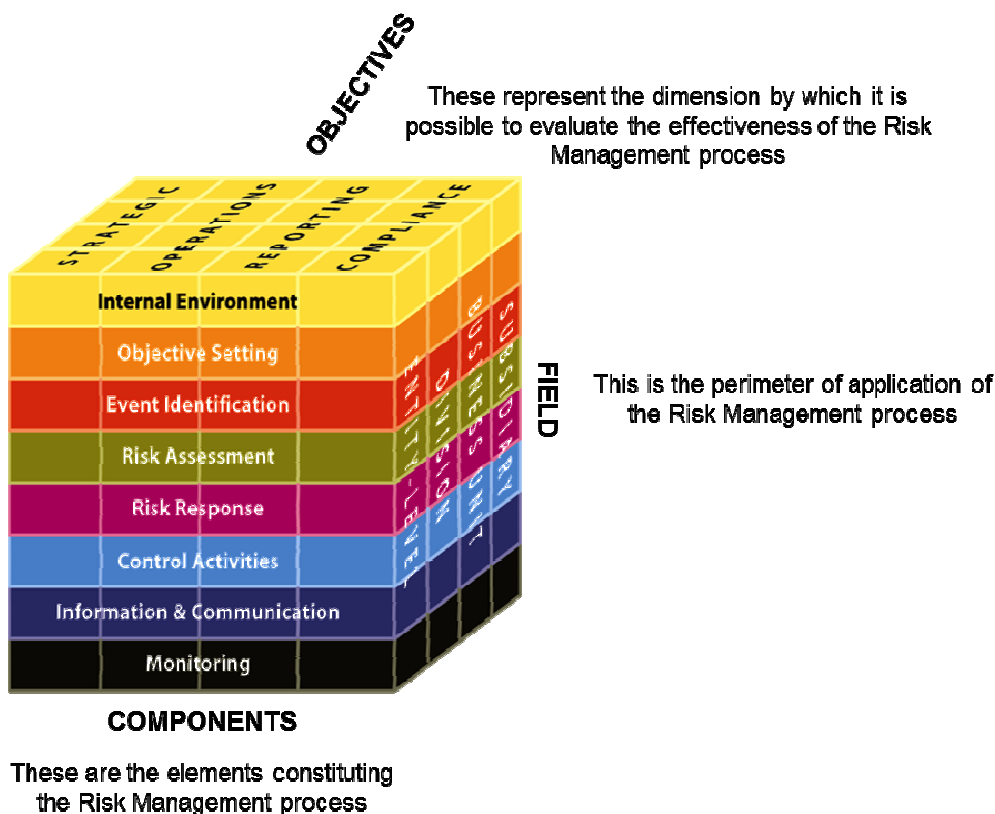 OBJECTIVES
These represent the dimension by which it is
possible to evaluate the effectiveness of the Risk
Management process
STRATEGIC
OPERATIONS
REPORTING
COMPLIANCE
Internal Environment
Objective Setting
Event Identification
Risk Assessment
Risk Response
Control Activities
Information & Communication
Monitoring
ENTITY-LEVEL
DIVISION
BUSINESS UNIT
SUBSIDIARY
FIELD
This is the perimeter of application of
the Risk Management process
COMPONENTS
These are the elements constituting
the Risk Management process